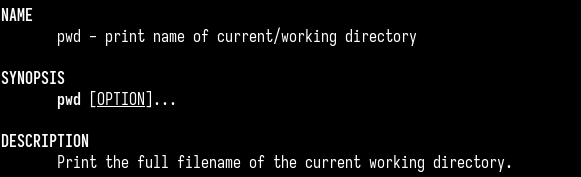 NAME
pwd - print name of current/working directory
SYNOPSIS
pwd [OPTION]...
DESCRIPTION
Print the full filename of the current working directory.